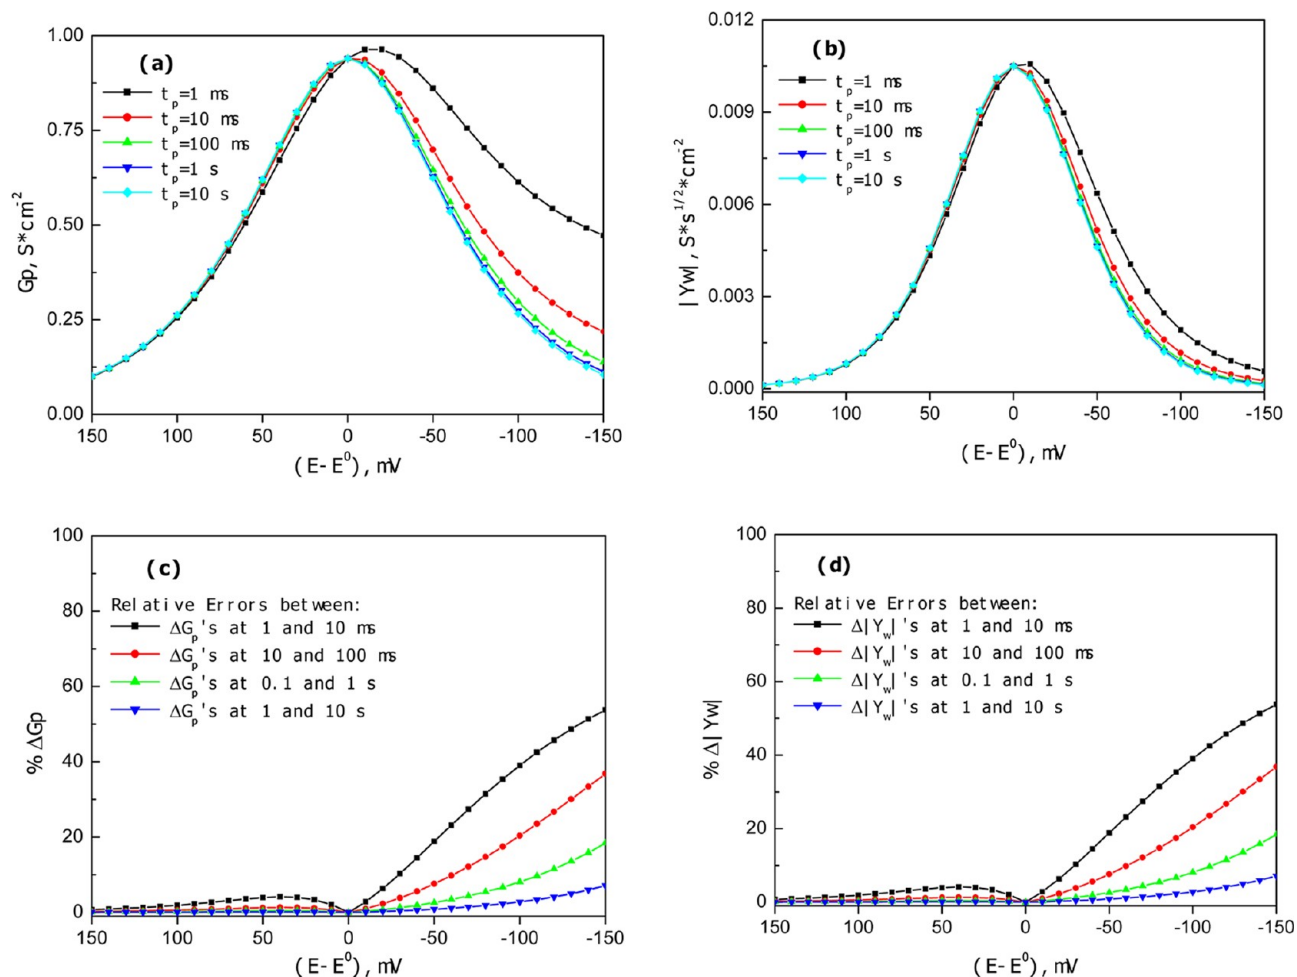 (a)
t_p=1 ms
t_p=10 ms
t_p=100 ms
t_p=1 s
t_p=10 s
Gp, S*cm^-2
1.00
0.75
0.50
0.25
0.00
150 100 50 0 -50 -100 -150
(E-E^0), mV
(b)
t_p=1 ms
t_p=10 ms
t_p=100 ms
t_p=1 s
t_p=10 s
|Yw|, S*s^1/2*cm^-2
0.012
0.009
0.006
0.003
0.000
150 100 50 0 -50 -100 -150
(E-E^0), mV
(c)
Relative Errors between:
ΔG_p's at 1 and 10 ms
ΔG_p's at 10 and 100 ms
ΔG_p's at 0.1 and 1 s
ΔG_p's at 1 and 10 s
% ΔGp
100
80
60
40
20
0
150 100 50 0 -50 -100 -150
(E-E^0), mV
(d)
Relative Errors between:
Δ|Y_w|'s at 1 and 10 ms
Δ|Y_w|'s at 10 and 100 ms
Δ|Y_w|'s at 0.1 and 1 s
Δ|Y_w|'s at 1 and 10 s
% Δ|Yw|
100
80
60
40
20
0
150 100 50 0 -50 -100 -150
(E-E^0), mV